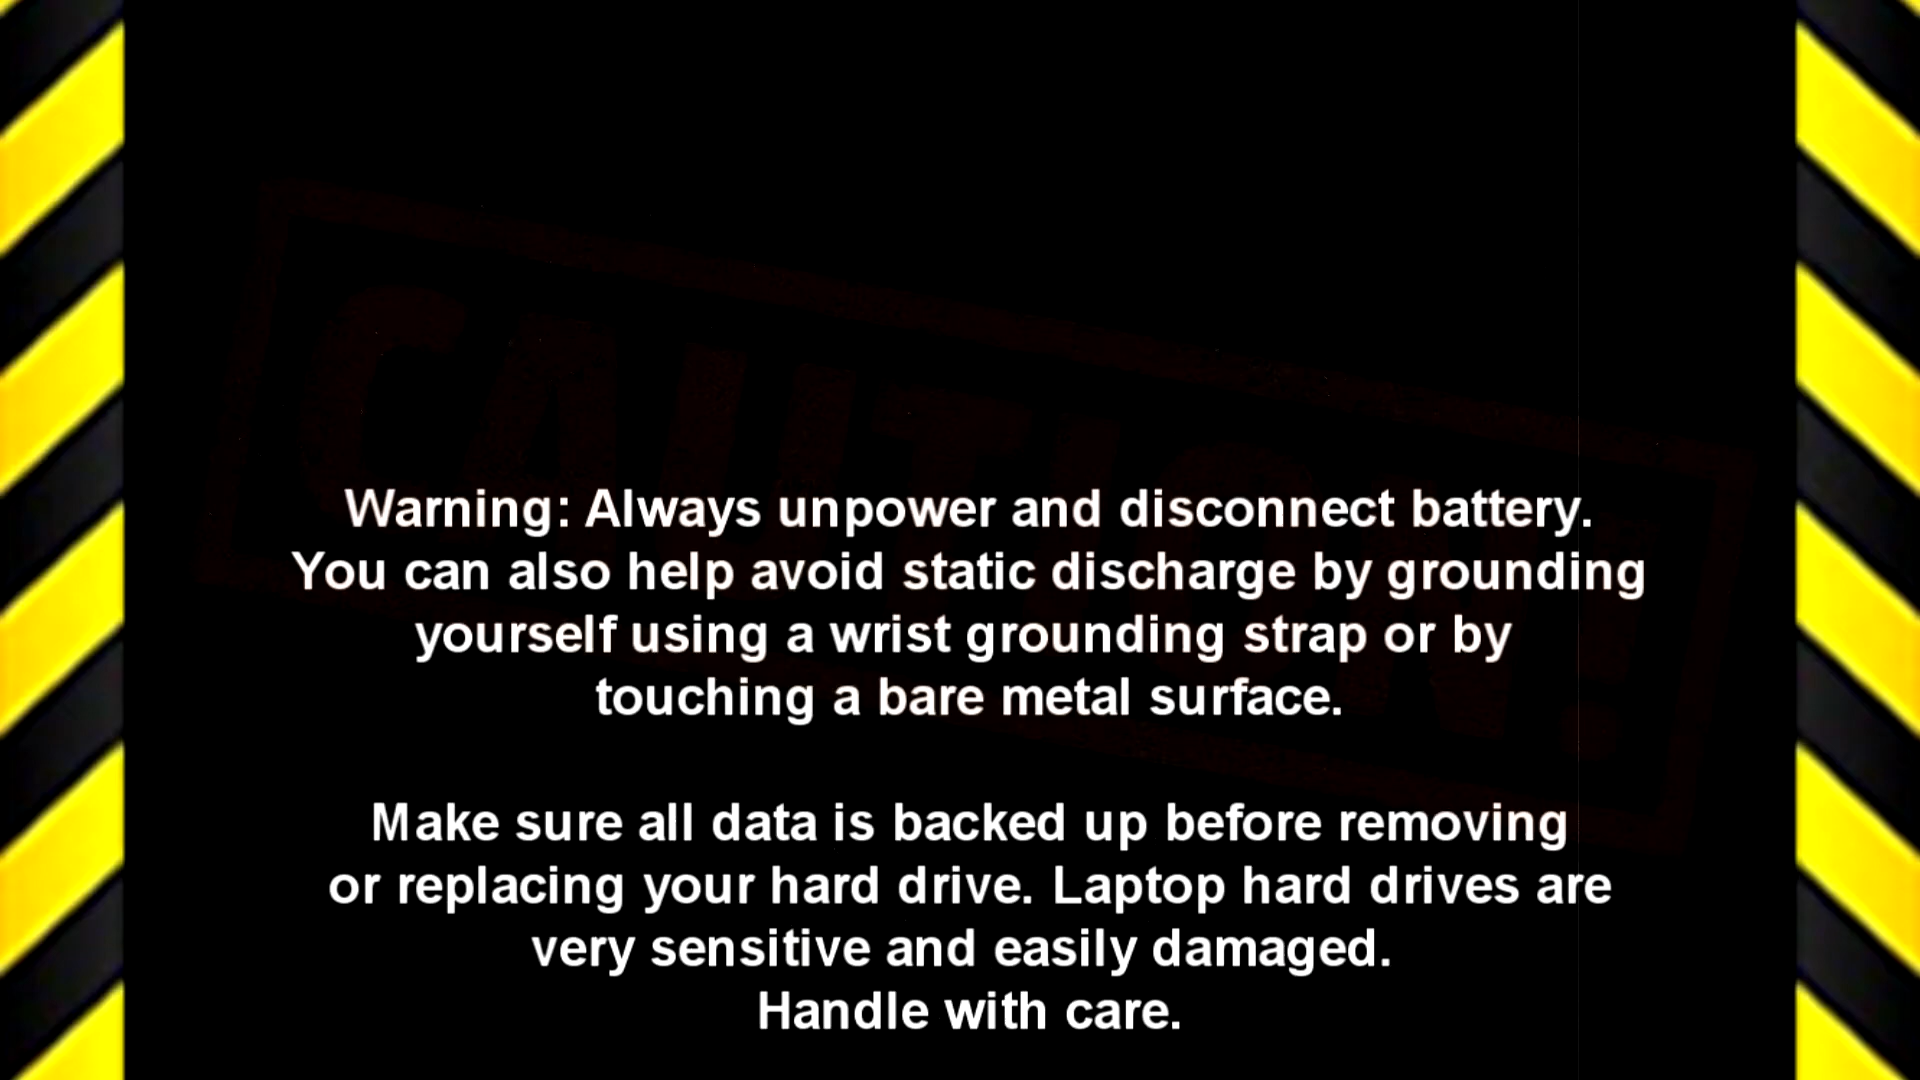 CAUTION!
Warning: Always unpower and disconnect battery.
You can also help avoid static discharge by grounding
yourself using a wrist grounding strap or by
touching a bare metal surface.
Make sure all data is backed up before removing
or replacing your hard drive. Laptop hard drives are
very sensitive and easily damaged.
Handle with care.